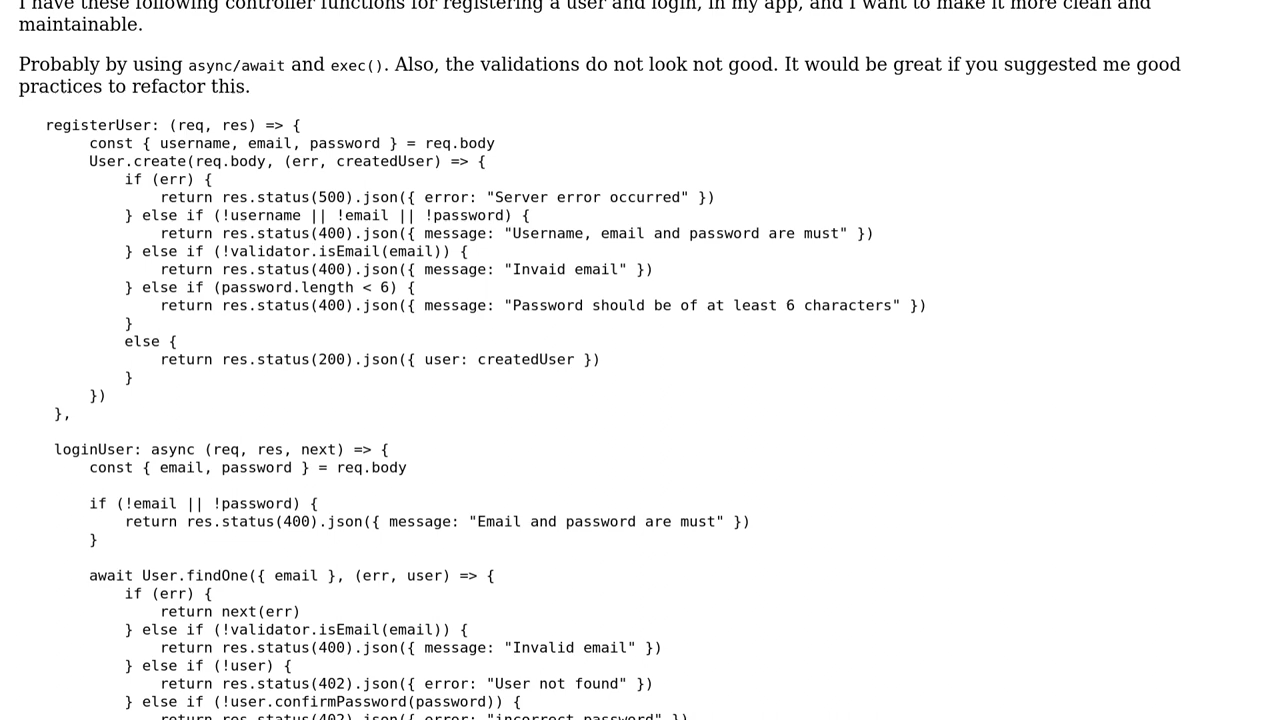 I have these following controller functions for registering a user and login, in my app, and I want to make it more clean and
maintainable.
Probably by using async/await and exec(). Also, the validations do not look not good. It would be great if you suggested me good
practices to refactor this.
registerUser: (req, res) => {
const { username, email, password } = req.body
User.create(req.body, (err, createdUser) => {
if (err) {
return res.status(500).json({ error: "Server error occurred" })
} else if (!username || !email || !password) {
return res.status(400).json({ message: "Username, email and password are must" })
} else if (!validator.isEmail(email)) {
return res.status(400).json({ message: "Invaid email" })
} else if (password.length < 6) {
return res.status(400).json({ message: "Password should be of at least 6 characters" })
}
else {
return res.status(200).json({ user: createdUser })
}
})
},
loginUser: async (req, res, next) => {
const { email, password } = req.body
if (!email || !password) {
return res.status(400).json({ message: "Email and password are must" })
}
await User.findOne({ email }, (err, user) => {
if (err) {
return next(err)
} else if (!validator.isEmail(email)) {
return res.status(400).json({ message: "Invalid email" })
} else if (!user) {
return res.status(402).json({ error: "User not found" })
} else if (!user.confirmPassword(password)) {
return res.status(402).json({ error: "incorrect password" })